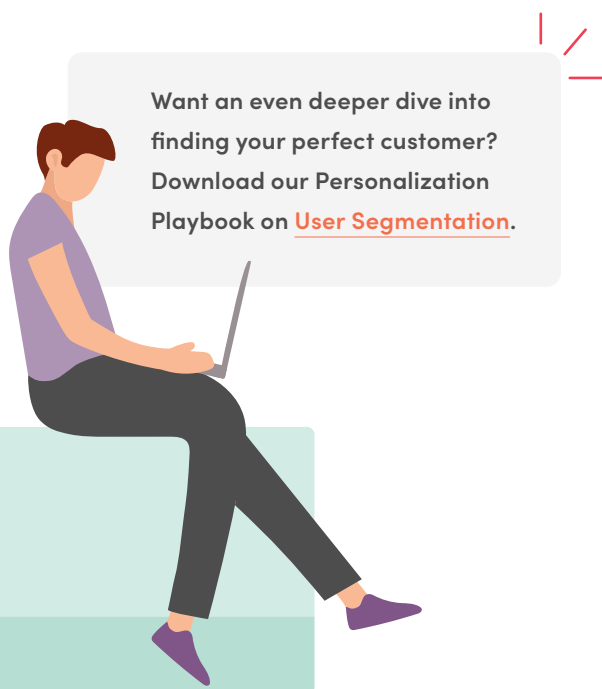 Want an even deeper dive into
finding your perfect customer?
Download our Personalization
Playbook on User Segmentation.